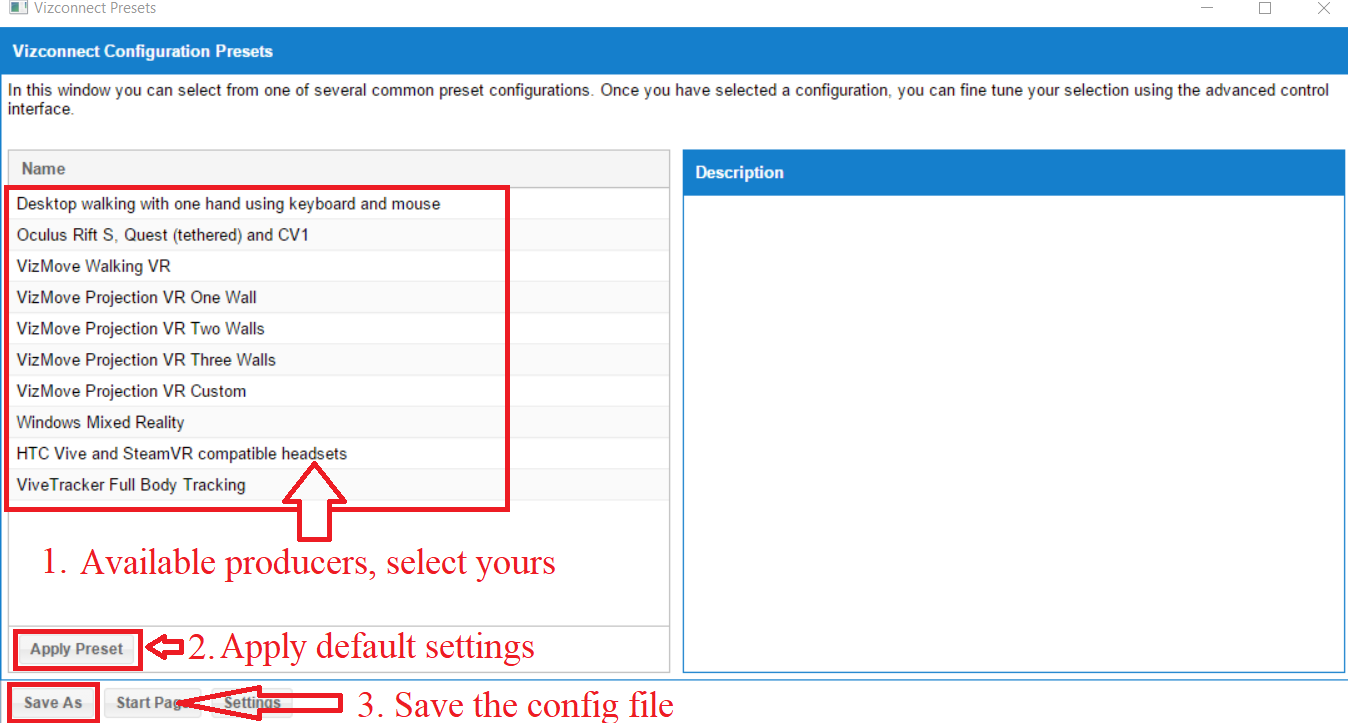 Vizconnect Presets
Vizconnect Configuration Presets
In this window you can select from one of several common preset configurations. Once you have selected a configuration, you can fine tune your selection using the advanced control
interface.
Name
Description
Desktop walking with one hand using keyboard and mouse
Oculus Rift S, Quest (tethered) and CV1
VizMove Walking VR
VizMove Projection VR One Wall
VizMove Projection VR Two Walls
VizMove Projection VR Three Walls
VizMove Projection VR Custom
Windows Mixed Reality
HTC Vive and SteamVR compatible headsets
ViveTracker Full Body Tracking
1. Available producers, select yours
Apply Preset
2. Apply default settings
Save As
Start Page
Settings
3. Save the config file